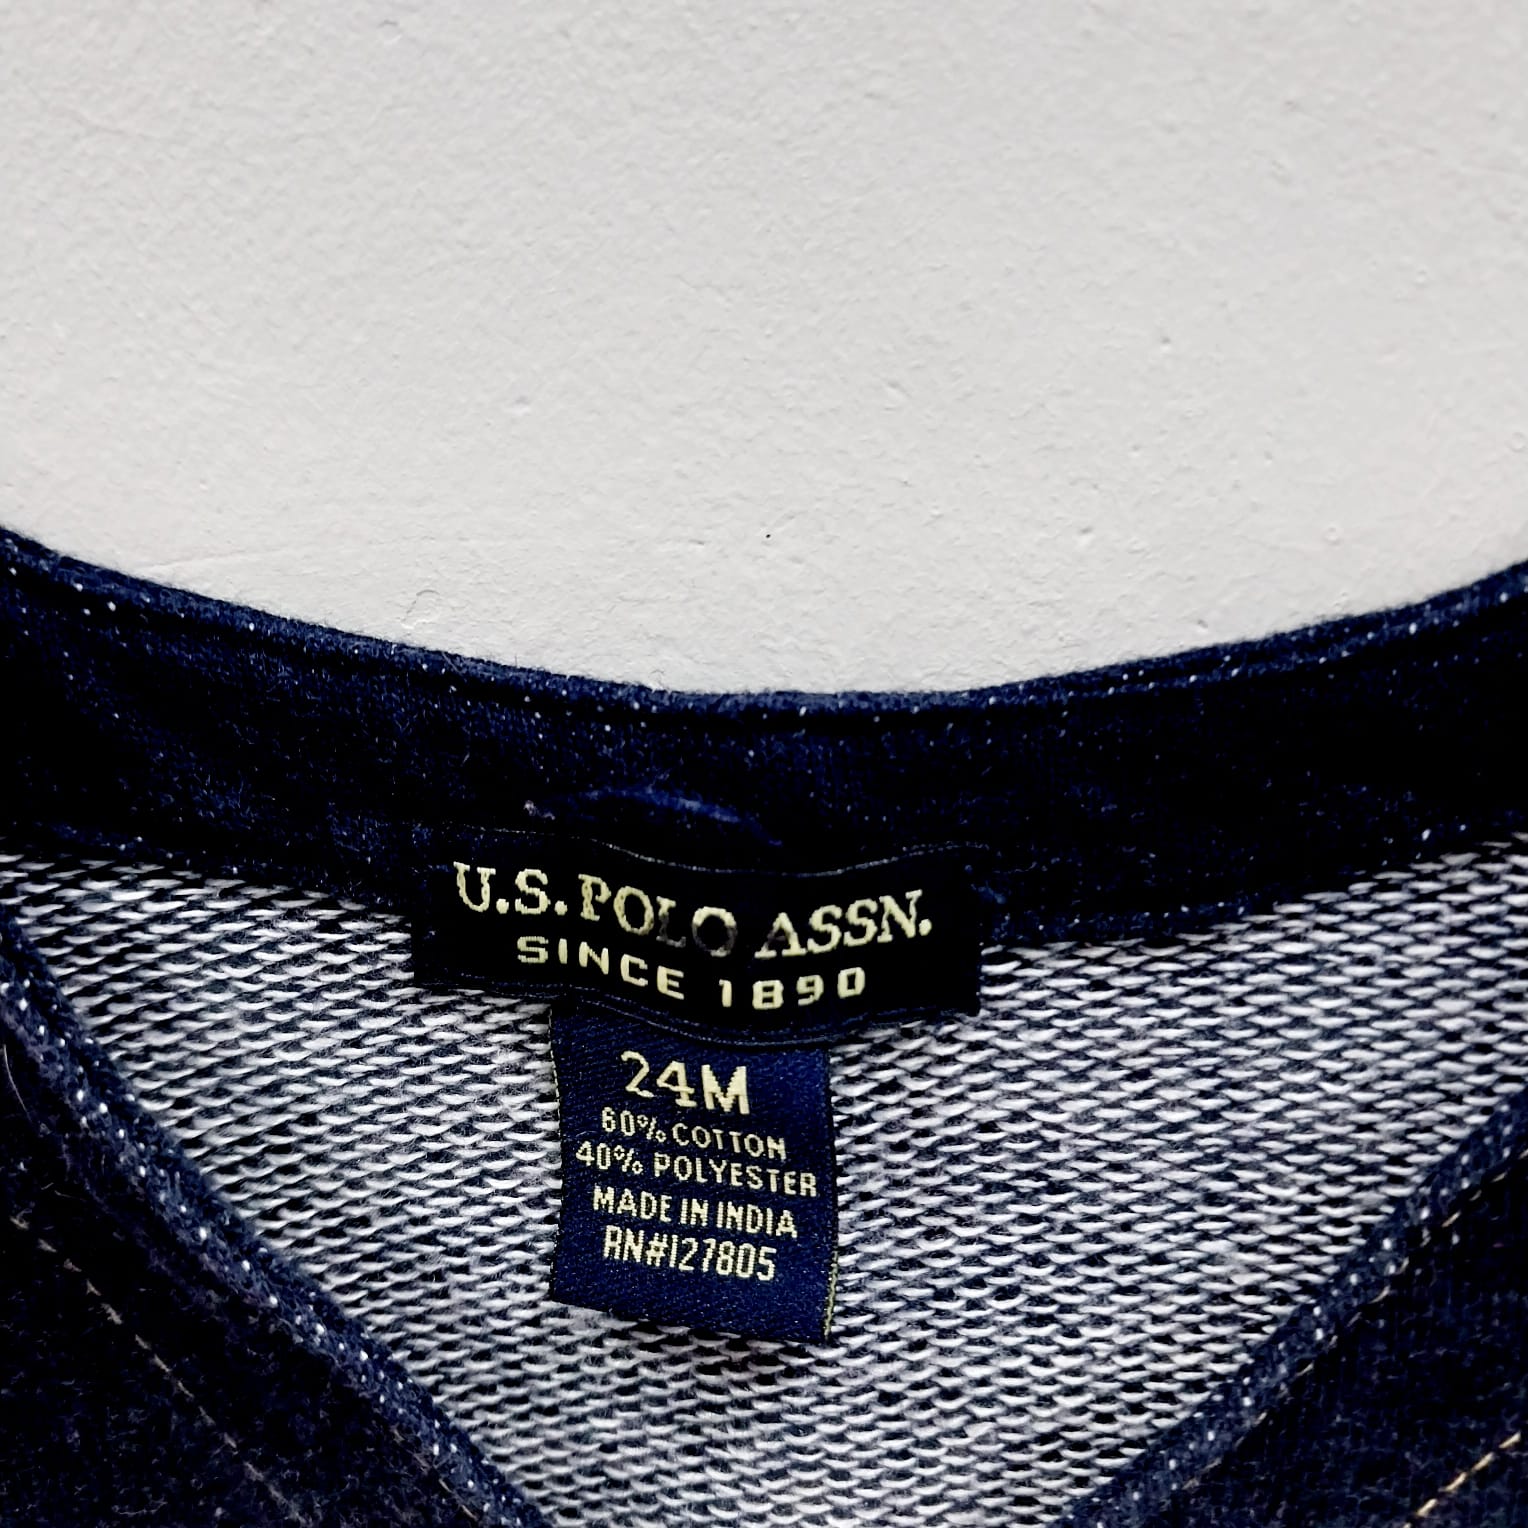 U.S. POLO ASSN.
SINCE 1890
24M
60% COTTON
40% POLYESTER
MADE IN INDIA
RN#127805